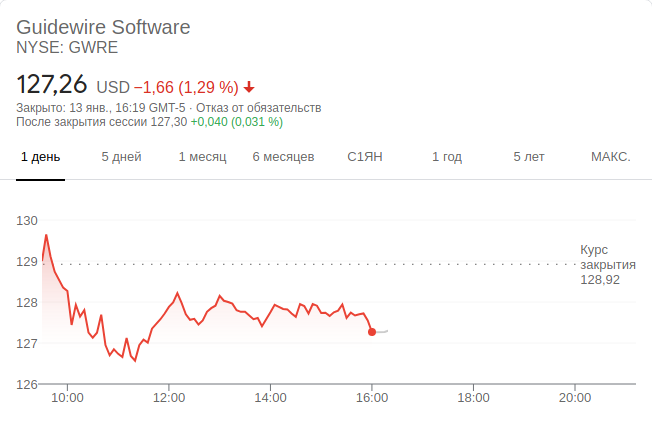 Guidewire Software
NYSE: GWRE
127,26 USD −1,66 (1,29 %)
Закрыто: 13 янв., 16:19 GMT-5 · Отказ от обязательств
После закрытия сессии 127,30 +0,040 (0,031 %)
1 день 5 дней 1 месяц 6 месяцев С1ЯН 1 год 5 лет МАКС.
130
129
128
127
126
Курс
закрытия
128,92
10:00 12:00 14:00 16:00 18:00 20:00